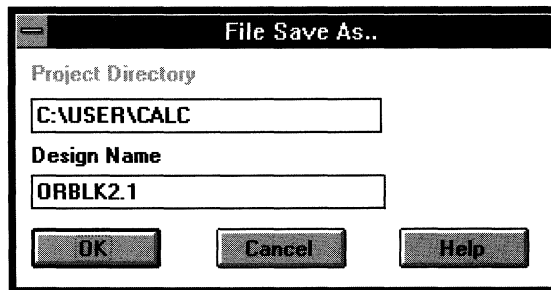 File Save As..
Project Directory
C:\USER\CALC
Design Name
ORBLK2.1
OK Cancel Help